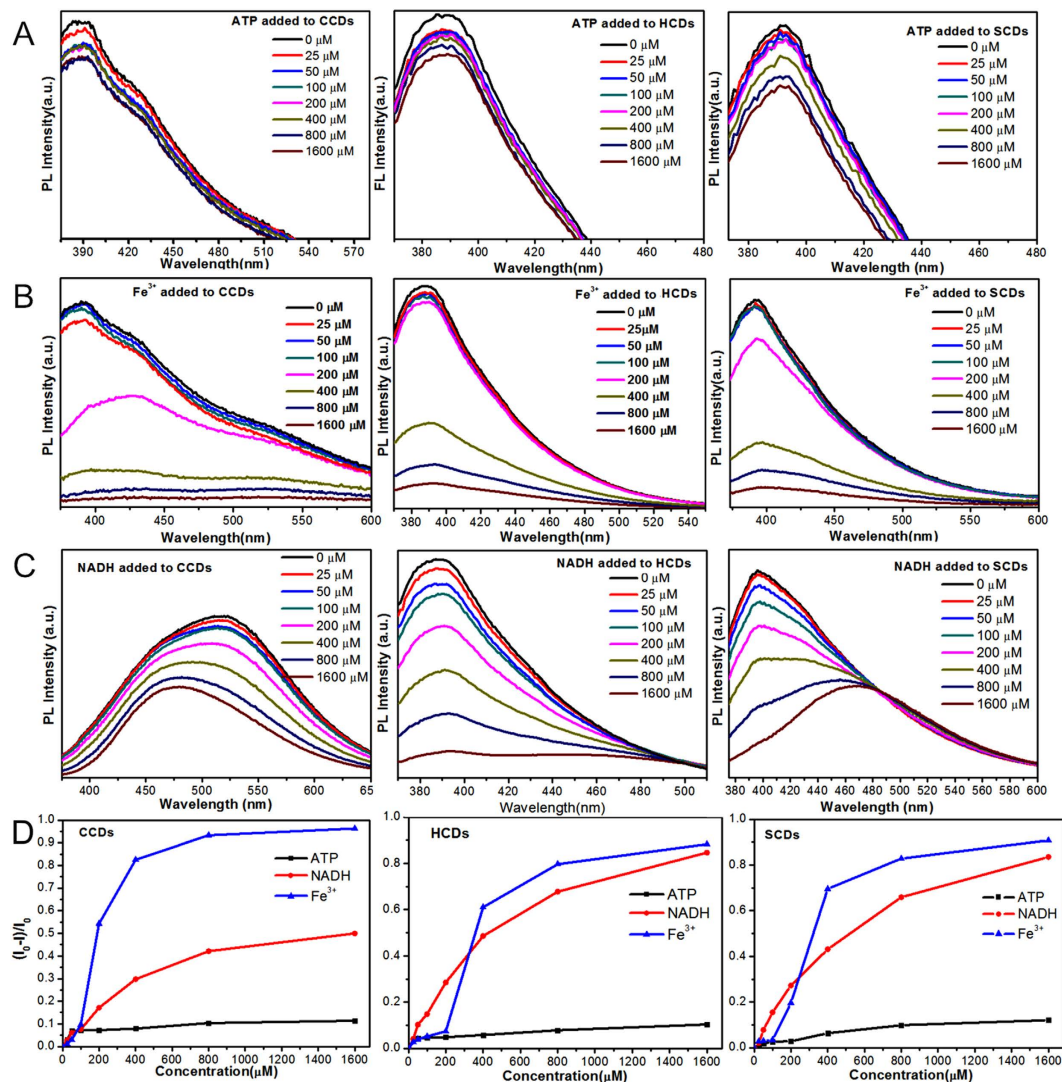 A
ATP added to CCDs
0 μM
25 μM
50 μM
100 μM
200 μM
400 μM
800 μM
1600 μM
PL Intensity(a.u.)
390 420 450 480 510 540 570
Wavelength(nm)
ATP added to HCDs
0 μM
25 μM
50 μM
100 μM
200 μM
400 μM
800 μM
1600 μM
FL Intensity(a.u.)
380 400 420 440 460 480
Wavelength(nm)
ATP added to SCDs
0 μM
25 μM
50 μM
100 μM
200 μM
400 μM
800 μM
1600 μM
PL Intensity(a.u.)
380 400 420 440 460 480
Wavelength(nm)
B
Fe³⁺ added to CCDs
0 μM
25 μM
50 μM
100 μM
200 μM
400 μM
800 μM
1600 μM
PL Intensity (a.u.)
400 450 500 550 600
Wavelength(nm)
Fe³⁺ added to HCDs
0 μM
25μM
50 μM
100 μM
200 μM
400 μM
800 μM
1600 μM
PL Intensity (a.u.)
380 400 420 440 460 480 500 520 540
Wavelength(nm)
Fe³⁺ added to SCDs
0 μM
25 μM
50 μM
100 μM
200 μM
400 μM
800 μM
1600 μM
PL Intensity(a.u.)
400 450 500 550 600
Wavelength(nm)
C
NADH added to CCDs
0 μM
25 μM
50 μM
100 μM
200 μM
400 μM
800 μM
1600 μM
PL Intensity (a.u.)
400 450 500 550 600 65
Wavelength (nm)
NADH added to HCDs
0 μM
25 μM
50 μM
100 μM
200 μM
400 μM
800 μM
1600 μM
PL Intensity (a.u.)
380 400 420 440 460 480 500
Wavelength(nm)
NADH added to SCDs
0 μM
25 μM
50 μM
100 μM
200 μM
400 μM
800 μM
1600 μM
PL Intensity (a.u.)
380 400 420 440 460 480 500 520 540 560 580 600
Wavelength (nm)
D
CCDs
ATP
NADH
Fe³⁺
(I₀-I)/I₀
1.0
0.9
0.8
0.7
0.6
0.5
0.4
0.3
0.2
0.1
0.0
0 200 400 600 800 1000 1200 1400 1600
Concentration(μM)
HCDs
ATP
NADH
Fe³⁺
1.0
0.8
0.6
0.4
0.2
0.0
0 200 400 600 800 1000 1200 1400 1600
Concentration(μM)
SCDs
ATP
NADH
Fe³⁺
1.0
0.8
0.6
0.4
0.2
0.0
0 200 400 600 800 1000 1200 1400 1600
Concentration(μM)